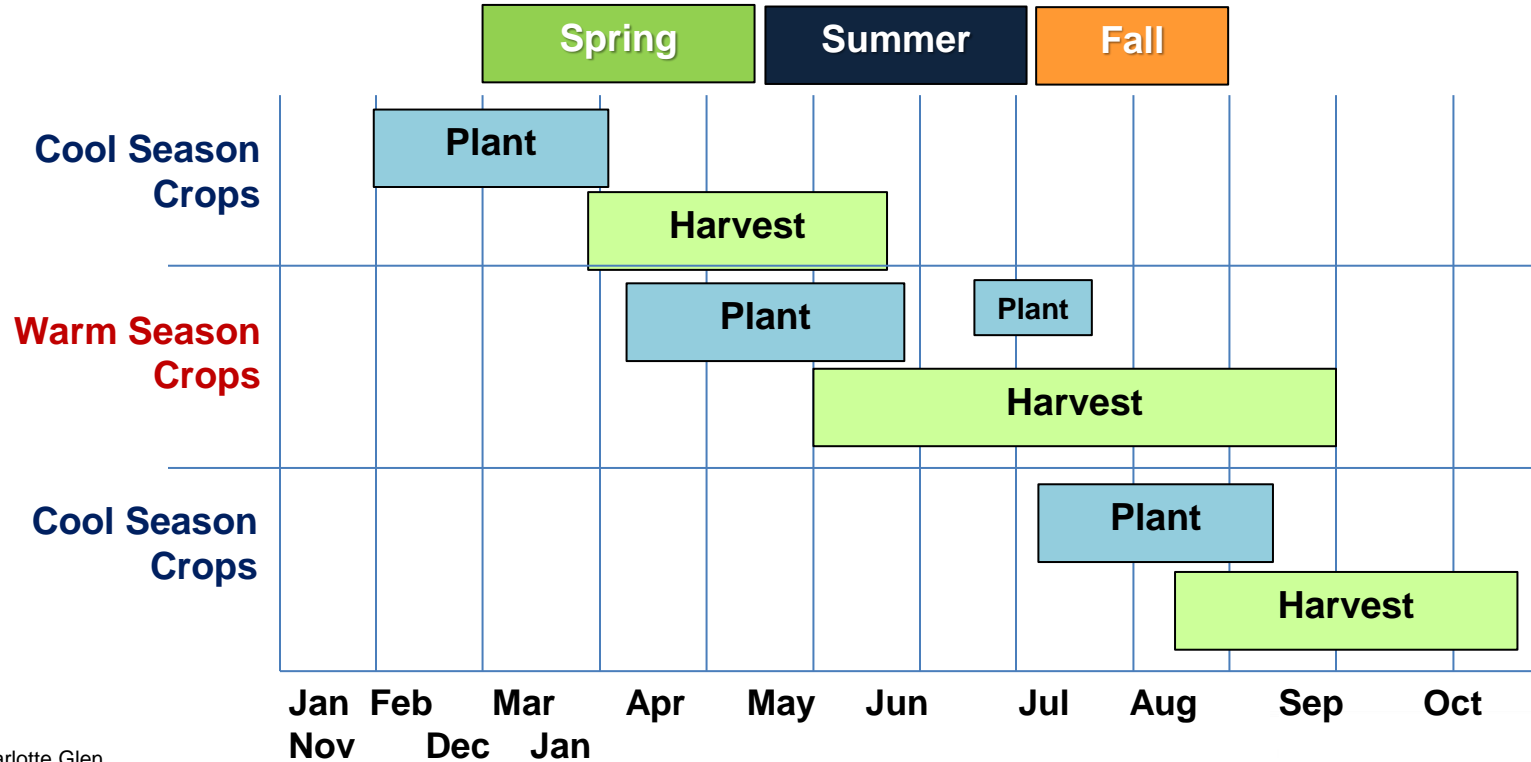 Spring
Summer
Fall
Cool Season
Crops
Plant
Harvest
Warm Season
Crops
Plant
Plant
Harvest
Cool Season
Crops
Plant
Harvest
Jan Feb Mar Apr May Jun Jul Aug Sep Oct
Nov Dec Jan
Glen